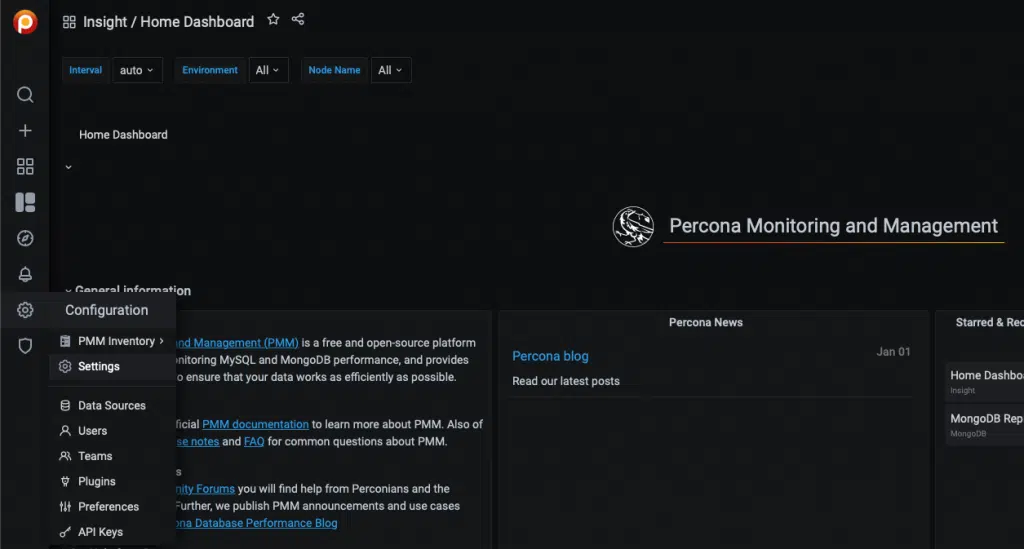 Insight / Home Dashboard
Interval auto Environment All Node Name All
Home Dashboard
Percona Monitoring and Management
General information
Configuration
PMM Inventory
Settings
Data Sources
Users
Teams
Plugins
Preferences
API Keys
nd Management (PMM) is a free and open-source platform
nitoring MySQL and MongoDB performance, and provides
o ensure that your data works as efficiently as possible.
ficial PMM documentation to learn more about PMM. Also of
se notes and FAQ for common questions about PMM.
s
nity Forums you will find help from Perconians and the
Further, we publish PMM announcements and use cases
ona Database Performance Blog
Percona News
Percona blog Jan 01
Read our latest posts
Starred & Rec
Home Dashboa
Insight
MongoDB Rep
MongoDB